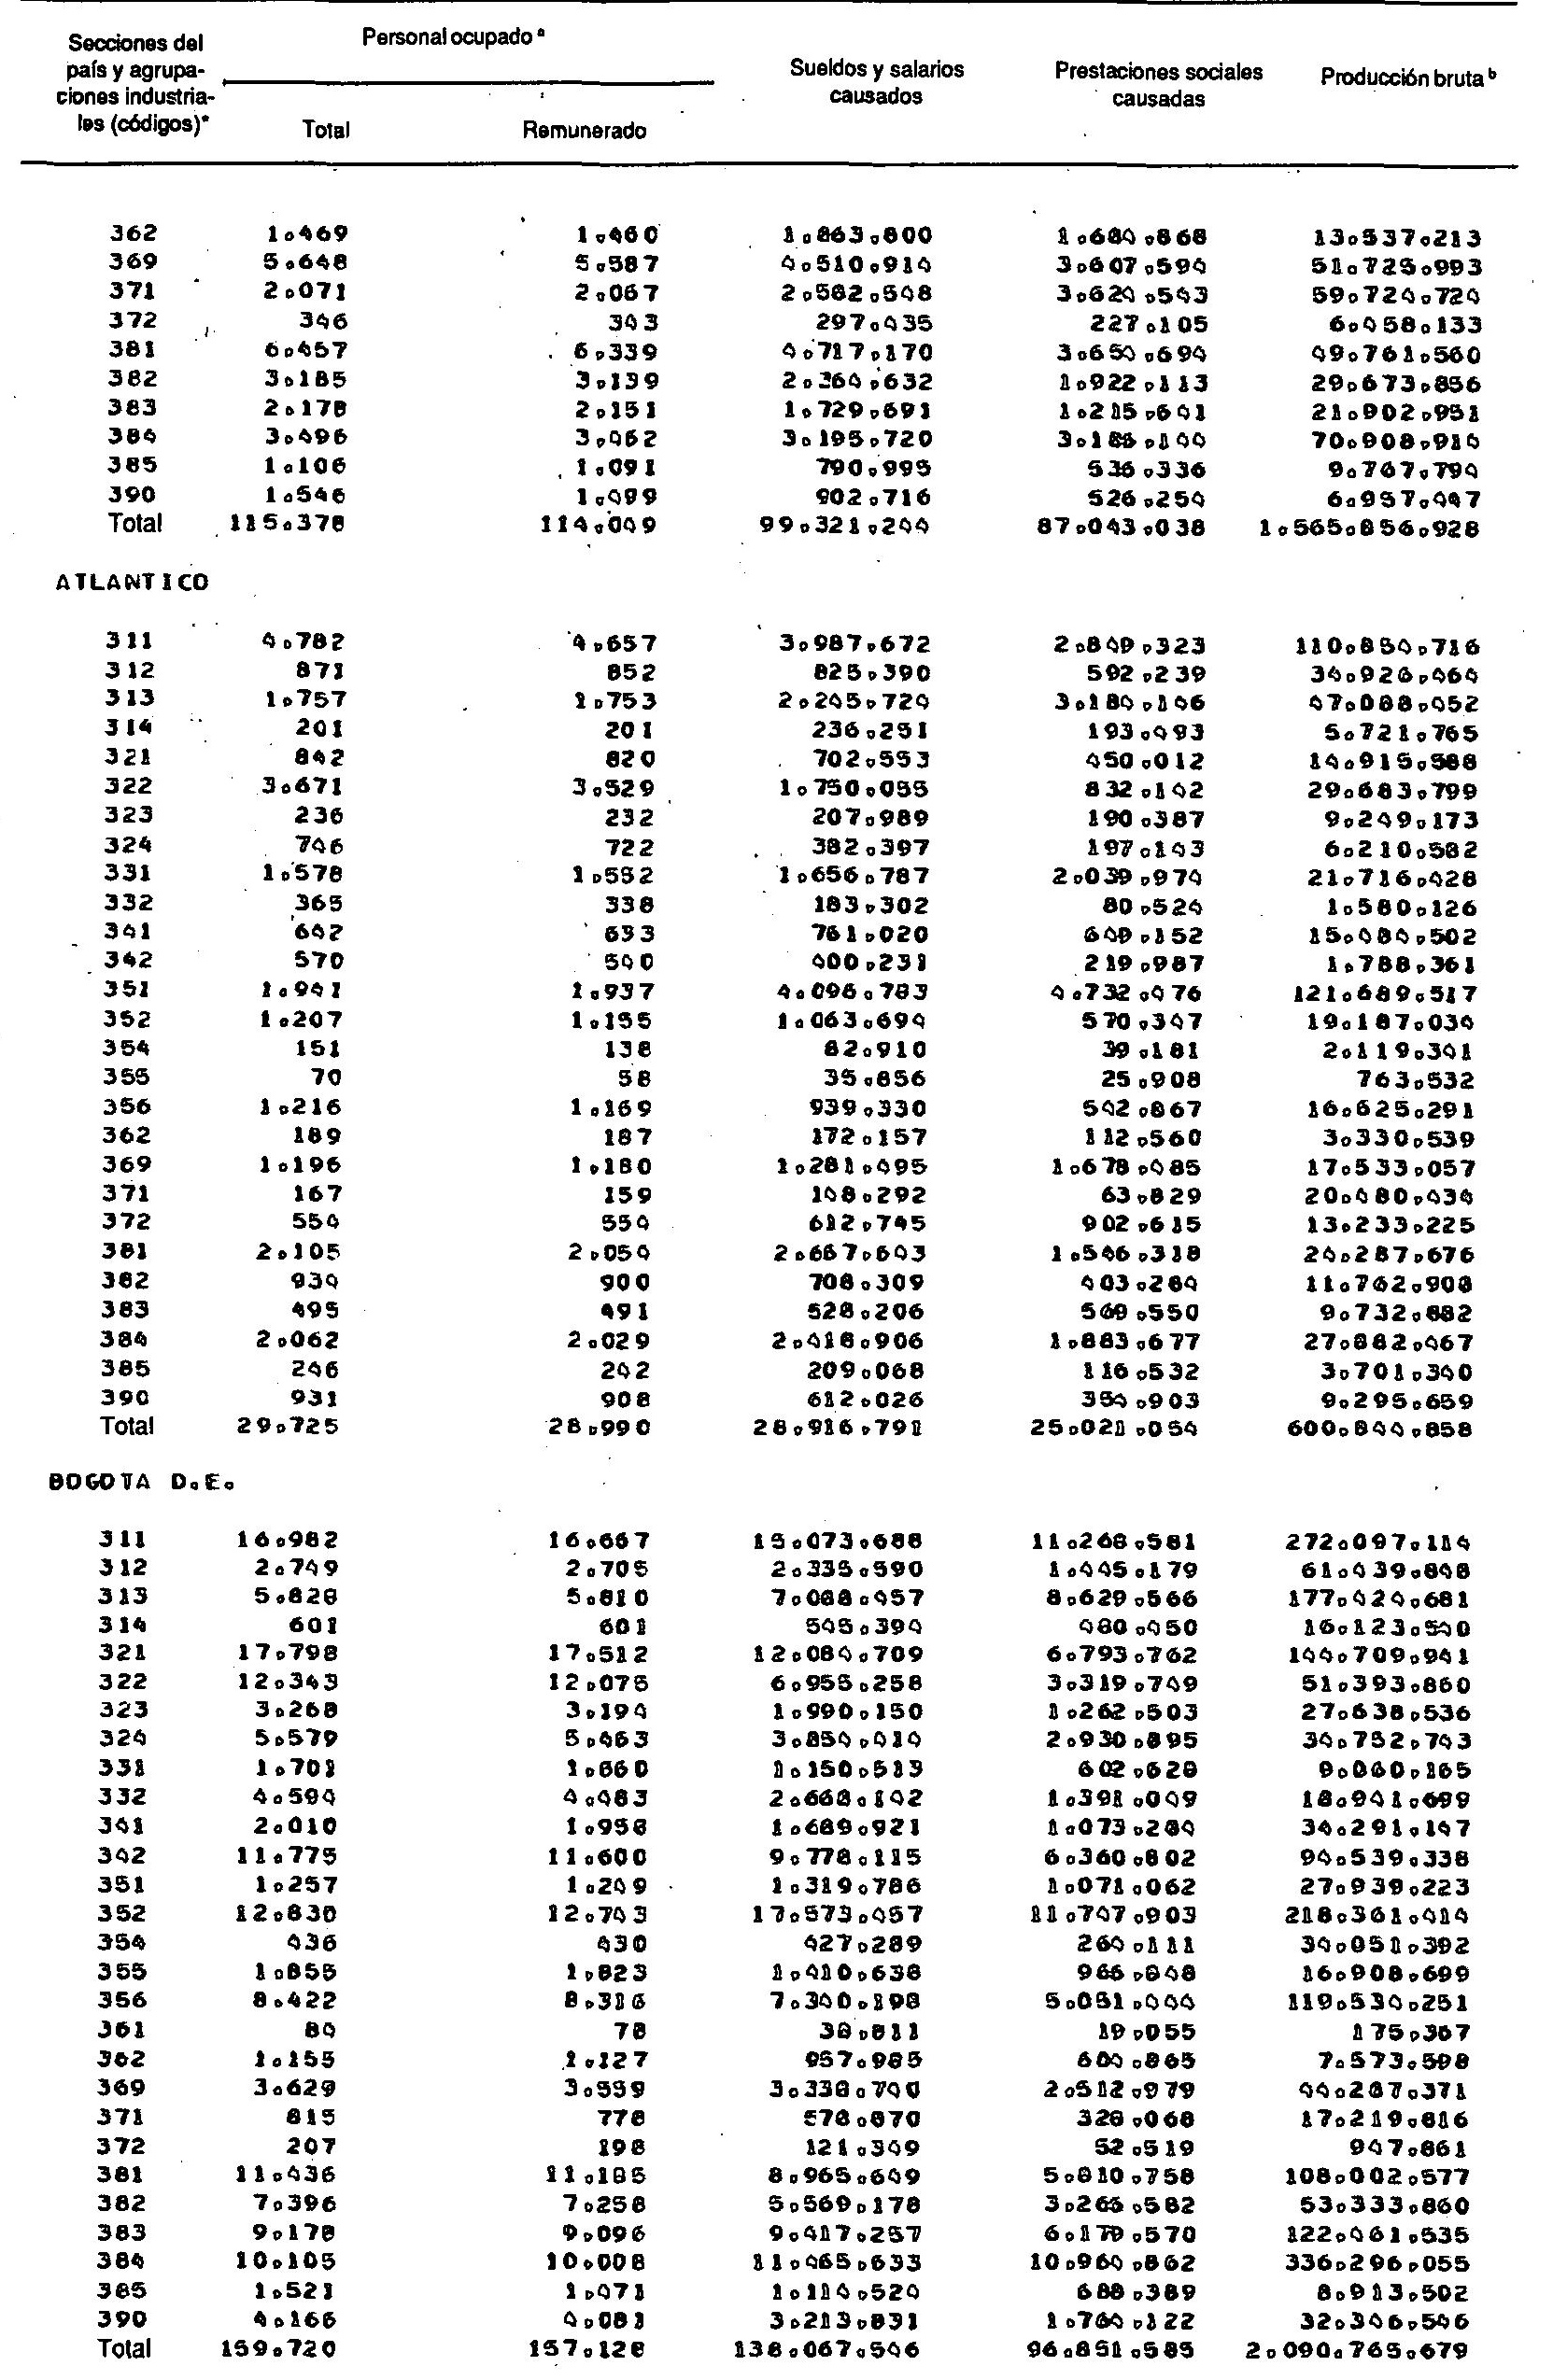 Secciones del país y agrupaciones industriales (códigos)* Personal ocupado ª Sueldos y salarios causados Prestaciones sociales causadas Producción bruta ᵇ
Total Remunerado
362 1.469 1.460 1.863.800 1.680.868 13.537.213
369 5.648 5.587 4.510.914 3.607.594 51.725.993
371 2.071 2.067 2.582.548 3.624.543 59.724.724
372 346 343 297.435 227.105 6.458.133
381 6.457 6.339 4.717.170 3.654.694 49.761.560
382 3.185 3.139 2.364.632 1.922.113 29.673.856
383 2.178 2.151 1.729.691 1.215.641 21.902.951
384 3.496 3.462 3.195.720 3.186.144 70.908.914
385 1.106 1.091 790.995 536.336 9.767.794
390 1.546 1.499 902.716 526.254 6.957.447
Total 115.378 114.049 99.321.244 87.043.038 1.565.856.928
ATLANTICO
311 4.782 4.657 3.987.672 2.849.323 110.854.716
312 871 852 825.390 592.239 34.926.464
313 1.757 1.753 2.245.724 3.184.146 47.088.452
314 201 201 236.251 193.493 5.721.765
321 842 820 702.553 450.012 14.915.588
322 3.671 3.529 1.750.055 832.142 29.683.799
323 236 232 207.989 190.387 9.249.173
324 746 722 382.397 197.143 6.210.582
331 1.578 1.552 1.656.787 2.039.974 21.716.428
332 365 338 183.302 80.524 1.580.126
341 642 633 761.020 649.152 15.484.502
342 570 540 400.231 219.987 1.788.361
351 1.941 1.937 4.096.783 4.732.476 121.689.517
352 1.207 1.155 1.063.694 570.347 19.187.034
354 151 138 82.910 39.181 2.119.341
355 70 58 35.856 25.908 763.532
356 1.216 1.169 939.330 542.867 16.625.291
362 189 187 172.157 112.560 3.330.539
369 1.196 1.180 1.281.495 1.678.485 17.533.057
371 167 159 148.292 63.829 20.480.434
372 554 554 612.745 902.615 13.233.225
381 2.105 2.054 2.667.643 1.546.318 24.287.676
382 934 900 708.309 403.284 11.762.908
383 495 491 528.206 569.550 9.732.882
384 2.062 2.029 2.418.906 1.883.677 27.882.467
385 246 242 209.068 116.532 3.701.340
390 931 908 612.026 354.903 9.295.659
Total 29.725 28.990 28.916.791 25.021.054 600.844.858
BOGOTA D.E.
311 16.982 16.667 15.073.688 11.268.581 272.097.114
312 2.749 2.705 2.335.590 1.445.179 61.439.848
313 5.828 5.810 7.088.457 8.629.566 177.424.681
314 601 601 545.394 480.450 16.123.540
321 17.798 17.512 12.084.709 6.793.762 144.709.941
322 12.343 12.075 6.955.258 3.319.749 51.393.860
323 3.268 3.194 1.990.150 1.262.503 27.638.536
324 5.579 5.463 3.854.414 2.930.895 34.752.743
331 1.701 1.660 1.150.513 602.628 8.060.165
332 4.594 4.483 2.668.142 1.391.049 18.941.699
341 2.010 1.958 1.689.921 1.073.284 34.291.147
342 11.775 11.600 9.778.115 6.360.802 94.539.338
351 1.257 1.249 1.319.786 1.071.062 27.939.223
352 12.830 12.743 17.573.457 11.747.903 218.361.414
354 436 430 427.289 264.111 34.051.392
355 1.855 1.823 1.410.638 966.848 16.908.699
356 8.422 8.316 7.340.198 5.051.444 119.534.251
361 84 78 38.811 19.055 175.367
362 1.155 1.127 957.985 604.865 7.573.598
369 3.629 3.559 3.338.740 2.512.979 44.287.371
371 815 778 578.870 328.068 17.219.816
372 207 198 121.349 52.519 947.861
381 11.436 11.185 8.965.649 5.810.758 108.002.577
382 7.396 7.258 5.569.178 3.265.582 53.333.860
383 9.178 9.096 9.417.257 6.179.570 122.461.535
384 10.105 10.008 11.465.633 10.964.862 336.296.055
385 1.521 1.471 1.114.524 688.389 8.913.502
390 4.166 4.081 3.213.831 1.764.122 32.346.546
Total 159.720 157.128 138.067.546 96.851.585 2.090.765.679